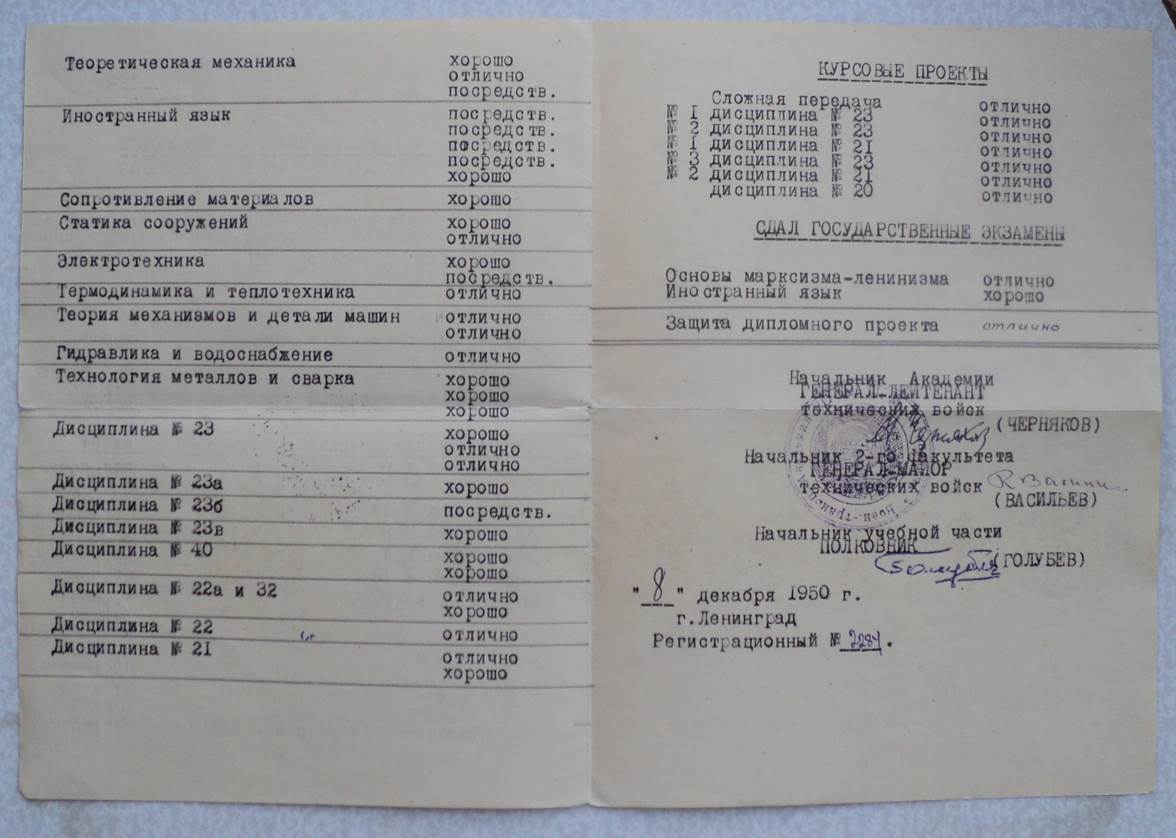 Теоретическая механика хорошо
отлично
посредств.
Иностранный язык посредств.
посредств.
посредств.
посредств.
хорошо
Сопротивление материалов хорошо
Статика сооружений хорошо
отлично
Электротехника хорошо
посредств.
Термодинамика и теплотехника отлично
Теория механизмов и детали машин отлично
отлично
Гидравлика и водоснабжение отлично
Технология металлов и сварка хорошо
хорошо
хорошо
Дисциплина № 23 хорошо
отлично
отлично
Дисциплина № 23а хорошо
Дисциплина № 23б посредств.
Дисциплина № 23в хорошо
Дисциплина № 40 хорошо
хорошо
Дисциплина № 22а и 32 отлично
хорошо
Дисциплина № 22 отлично
Дисциплина № 21 отлично
хорошо
КУРСОВЫЕ ПРОЕКТЫ
Сложная передача отлично
№ 1 дисциплина № 23 отлично
№ 2 дисциплина № 23 отлично
№ 1 дисциплина № 21 отлично
№ 3 дисциплина № 23 отлично
№ 2 дисциплина № 21 отлично
дисциплина № 20 отлично
СДАЛ ГОСУДАРСТВЕННЫЕ ЭКЗАМЕНЫ
Основы марксизма-ленинизма отлично
Иностранный язык хорошо
Защита дипломного проекта отлично
Начальник Академии
ГЕНЕРАЛ-ЛЕЙТЕНАНТ
технических войск
(ЧЕРНЯКОВ)
Начальник 2-го факультета
ГЕНЕРАЛ-МАЙОР
технических войск
(ВАСИЛЬЕВ)
Начальник учебной части
ПОЛКОВНИК
(ГОЛУБЕВ)
"8" декабря 1950 г.
г.Ленинград
Регистрационный № 2284.